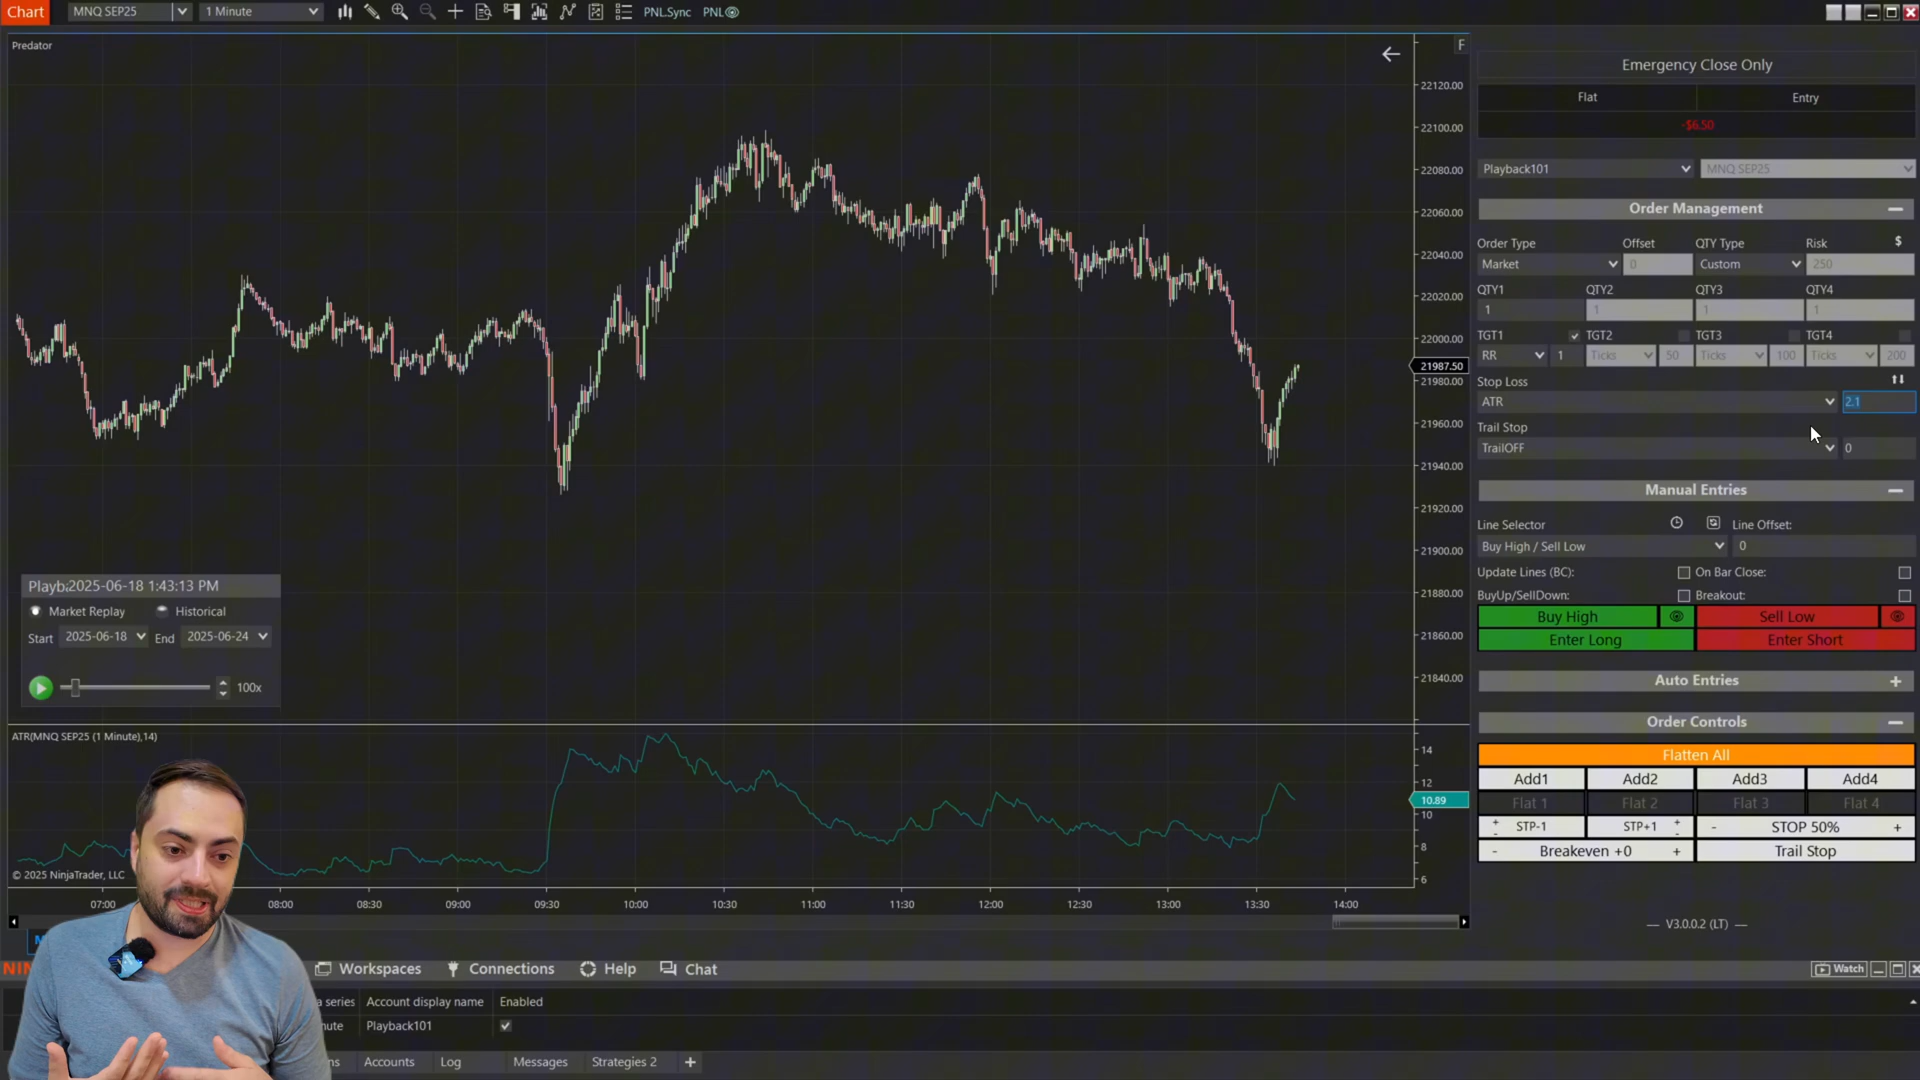 Chart MNQ SEP25 1 Minute PNL.Sync PNL
Predator
F
22120.00
22100.00
22080.00
22060.00
22040.00
22020.00
22000.00
21987.50
21980.00
21960.00
21940.00
21920.00
21900.00
21880.00
21860.00
21840.00
2025-06-18 1:43:13 PM
Market Replay Historical
Start 2025-06-18 End 2025-06-24
100x
ATR(MNQ SEP25 (1 Minute),14)
14
12
10.89
10
8
6
© 2025 NinjaTrader, LLC
07:00 08:00 08:30 09:00 09:30 10:00 10:30 11:00 11:30 12:00 12:30 13:00 13:30 14:00
Emergency Close Only
Flat Entry
-$6.50
Playback101 MNQ SEP25
Order Management
Order Type Offset QTY Type Risk $
Market 0 Custom 250
QTY1 QTY2 QTY3 QTY4
1 1 1 1
TGT1 TGT2 TGT3 TGT4
RR 1 Ticks 50 Ticks 100 Ticks 200
Stop Loss
ATR 2.1
Trail Stop
TrailOFF 0
Manual Entries
Line Selector Line Offset:
Buy High / Sell Low 0
Update Lines (BC): On Bar Close:
BuyUp/SellDown: Breakout:
Buy High Sell Low
Enter Long Enter Short
Auto Entries
Order Controls
Flatten All
Add1 Add2 Add3 Add4
Flat 1 Flat 2 Flat 3 Flat 4
STP-1 STP+1 - STOP 50% +
- Breakeven +0 + Trail Stop
— V3.0.0.2 (LT) —
Workspaces Connections Help Chat Watch
series Account display name Enabled
Playback101
Accounts Log Messages Strategies 2 +